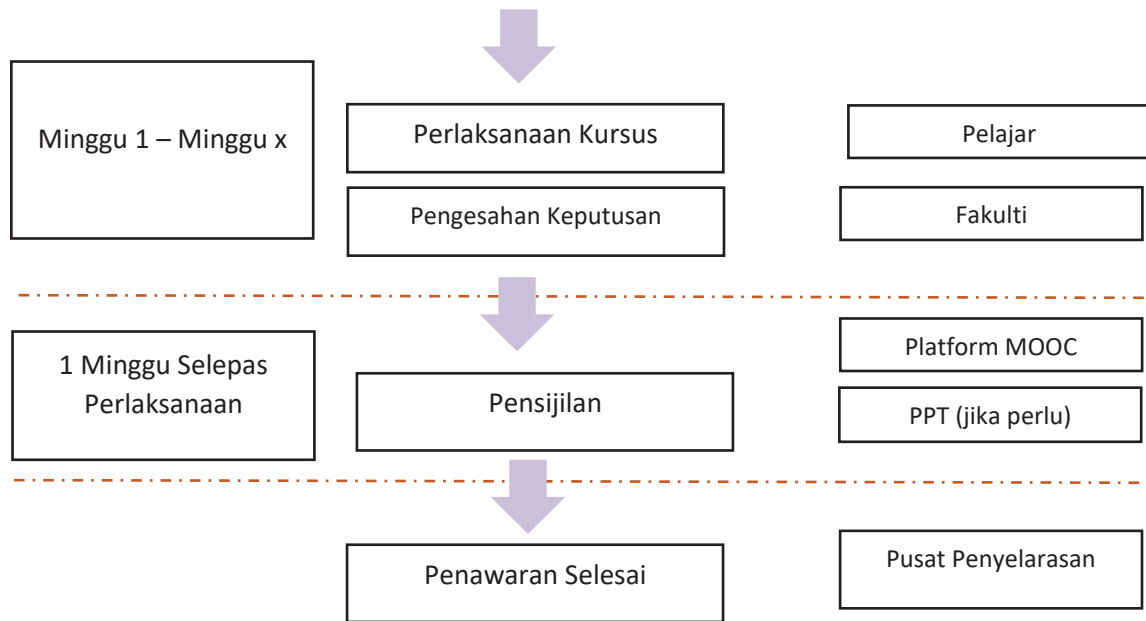 Minggu 1 – Minggu x
Perlaksanaan Kursus
Pelajar
Pengesahan Keputusan
Fakulti
1 Minggu Selepas
Perlaksanaan
Pensijilan
Platform MOOC
PPT (jika perlu)
Penawaran Selesai
Pusat Penyelarasan